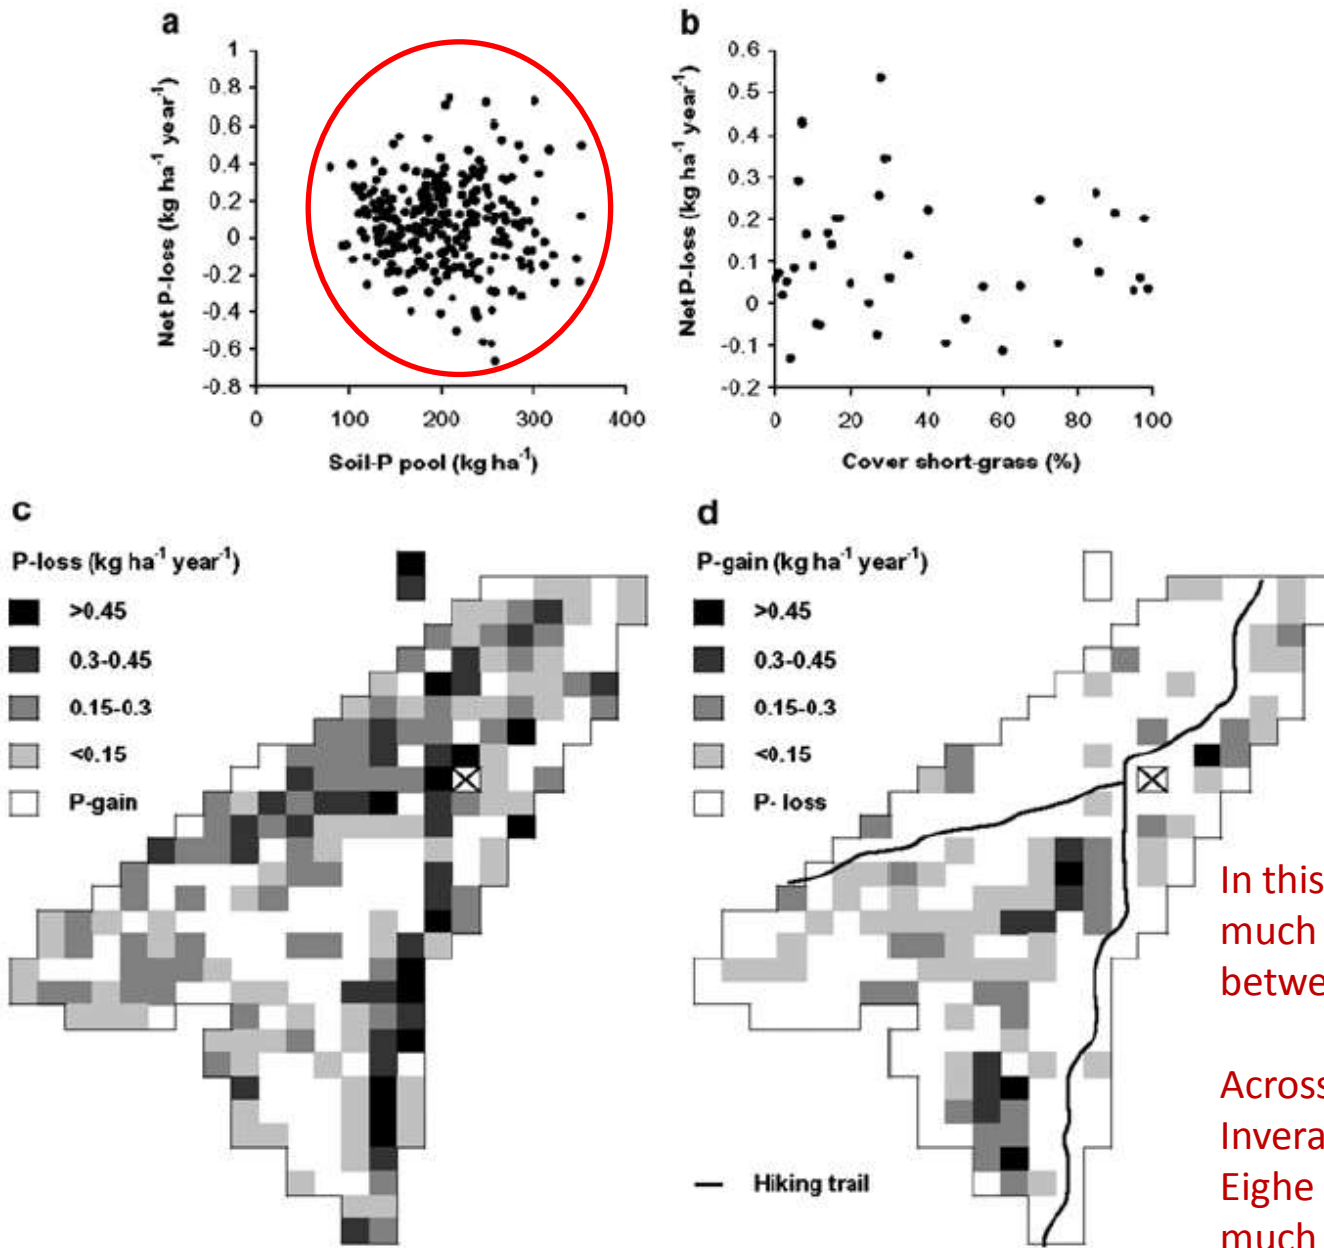 a
Net P-loss (kg ha⁻¹ year⁻¹)
1
0.8
0.6
0.4
0.2
0
-0.2
-0.4
-0.6
-0.8
0 100 200 300 400
Soil-P pool (kg ha⁻¹)
b
Net P-loss (kg ha⁻¹ year⁻¹)
0.6
0.5
0.4
0.3
0.2
0.1
0
-0.1
-0.2
0 20 40 60 80 100
Cover short-grass (%)
c
P-loss (kg ha⁻¹ year⁻¹)
>0.45
0.3-0.45
0.15-0.3
<0.15
P-gain
d
P-gain (kg ha⁻¹ year⁻¹)
>0.45
0.3-0.45
0.15-0.3
<0.15
P- loss
Hiking trail
In this
much
betwe
Across
Invera
Eighe
much